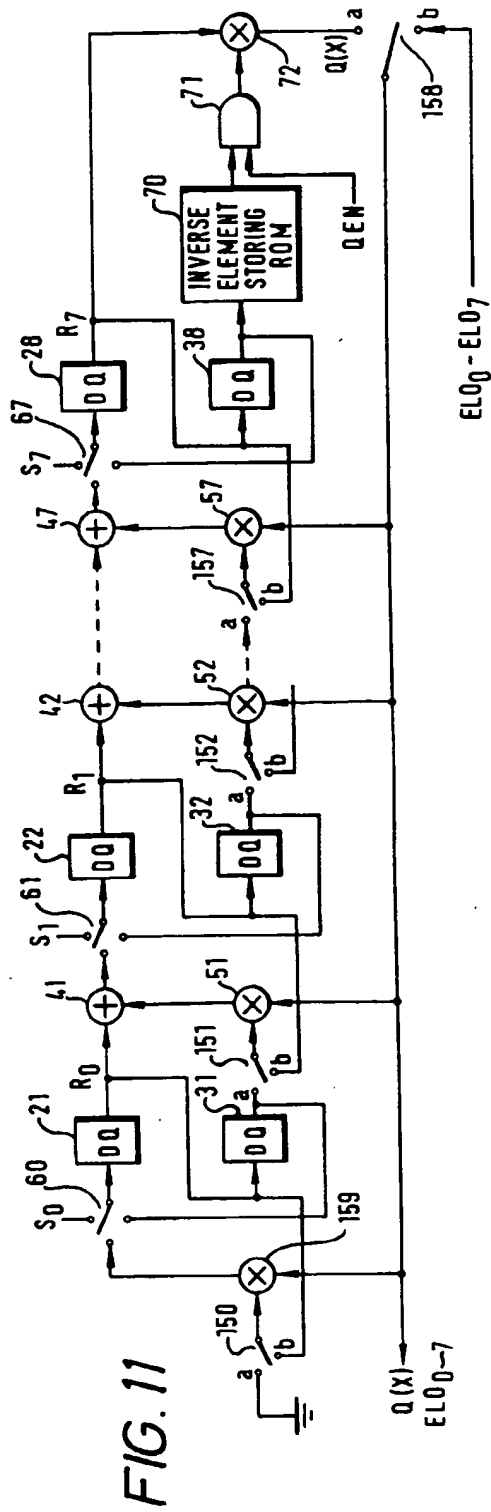 FIG. 11
S0
60
21
R0
41
S1
61
22
R1
42
47
S7
67
28
R7
a
150
b
159
31
a
151
b
51
32
a
152
b
52
a
157
b
57
38
70
INVERSE
ELEMENT
STORING
ROM
71
72
QEN
Q(X)
a
b
158
DQ
DQ
DQ
DQ
DQ
DQ
Q(X)
ELO0-7
ELO0 – ELO7